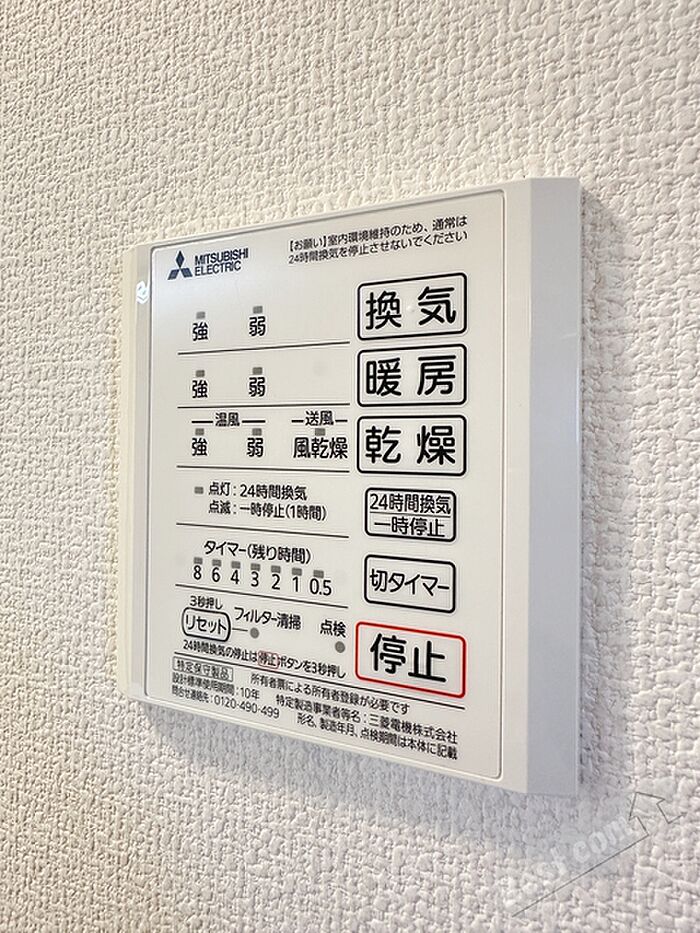 MITSUBISHI
ELECTRIC
【お願い】室内環境維持のため、通常は
24時間換気を停止させないでください
強 弱 換気
強 弱 暖房
温風 送風
強 弱 風乾燥 乾燥
点灯:24時間換気
点滅:一時停止(1時間)
24時間換気
一時停止
タイマー(残り時間)
8 6 4 3 2 1 0.5
切タイマー
3秒押し
リセット フィルター清掃 点検
停止
24時間換気の停止は停止ボタンを3秒押し
特定保守製品 所有者票による所有者登録が必要です
設計標準使用期間:10年 特定製造事業者等名:三菱電機株式会社
問合せ連絡先:0120-490-499 形名、製造年月、点検期間は本体に記載
Zest.com